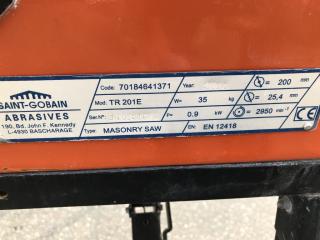 SAINT-GOBAIN
ABRASIVES
190, Bd. John F. Kennedy
L-4930 BASCHARAGE
Code: 70184641371 Year: ⌀= 200 mm
Mod: TR 201E W= 35 kg ⌀= 25,4 mm
Ser.N°: P= 0.9 kW = 2950 min⁻¹
Type: MASONRY SAW EN: EN 12418 CE